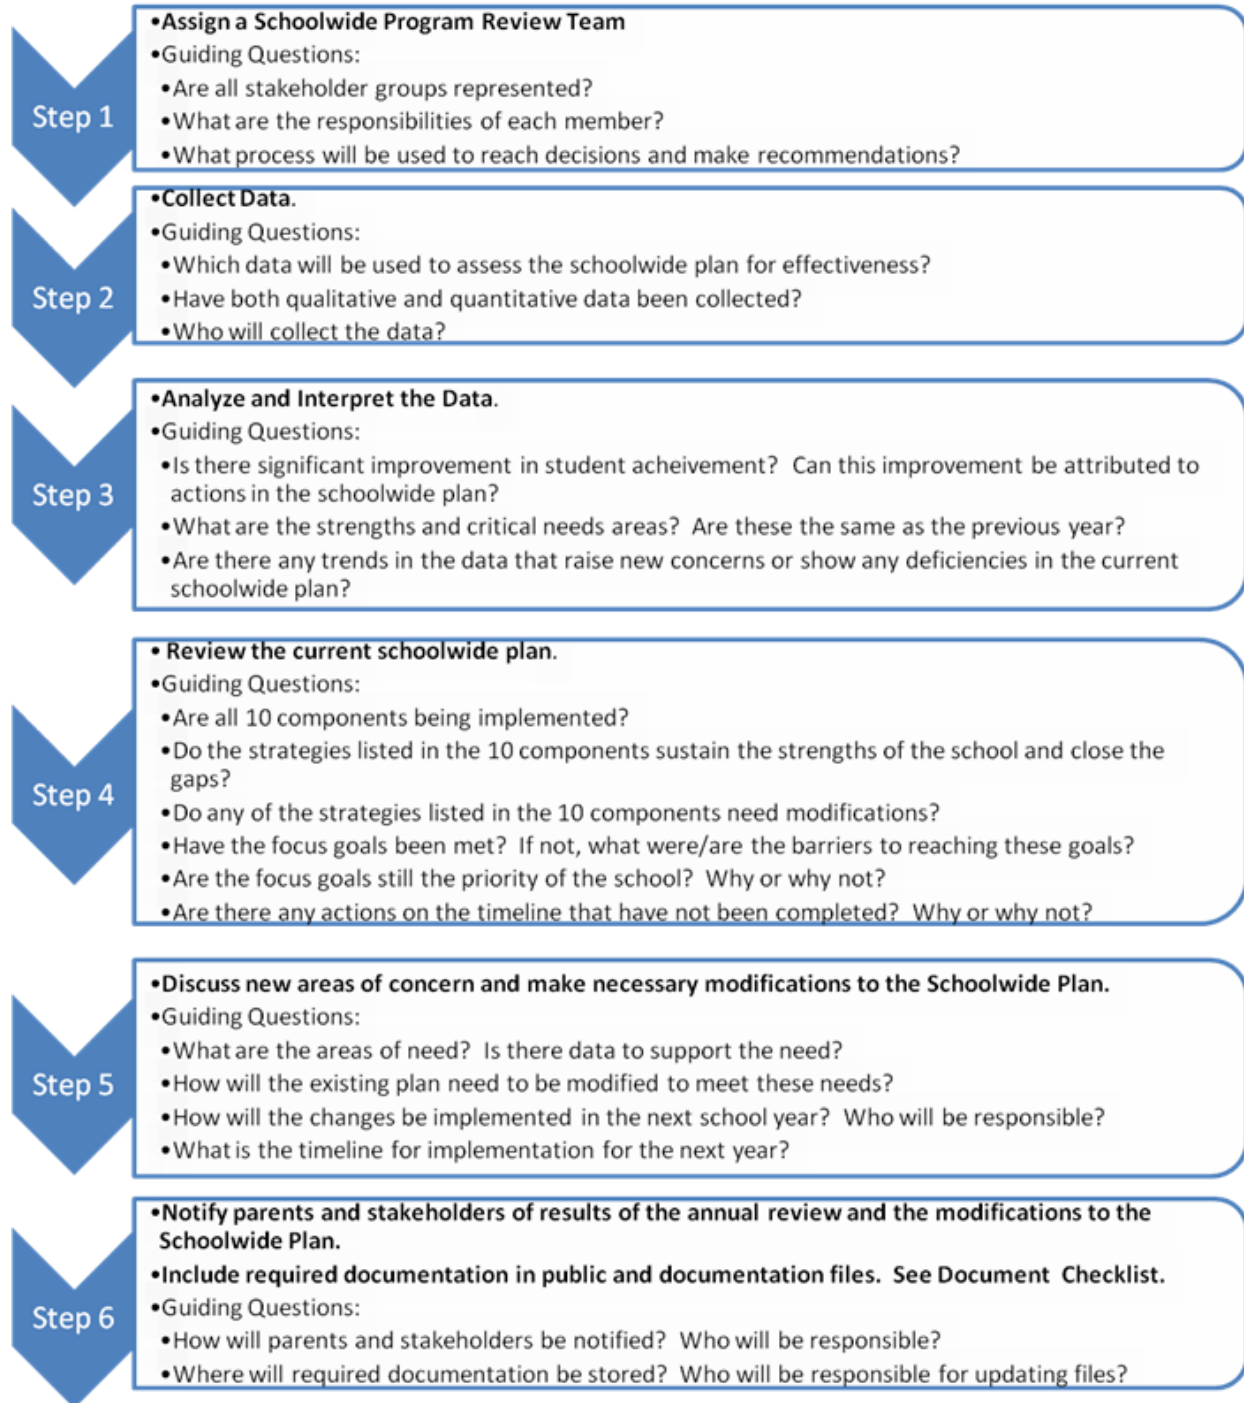 Step 1
•Assign a Schoolwide Program Review Team
•Guiding Questions:
•Are all stakeholder groups represented?
•What are the responsibilities of each member?
•What process will be used to reach decisions and make recommendations?
Step 2
•Collect Data.
•Guiding Questions:
•Which data will be used to assess the schoolwide plan for effectiveness?
•Have both qualitative and quantitative data been collected?
•Who will collect the data?
Step 3
•Analyze and Interpret the Data.
•Guiding Questions:
•Is there significant improvement in student acheivement? Can this improvement be attributed to
actions in the schoolwide plan?
•What are the strengths and critical needs areas? Are these the same as the previous year?
•Are there any trends in the data that raise new concerns or show any deficiencies in the current
schoolwide plan?
Step 4
• Review the current schoolwide plan.
•Guiding Questions:
•Are all 10 components being implemented?
•Do the strategies listed in the 10 components sustain the strengths of the school and close the
gaps?
•Do any of the strategies listed in the 10 components need modifications?
•Have the focus goals been met? If not, what were/are the barriers to reaching these goals?
•Are the focus goals still the priority of the school? Why or why not?
•Are there any actions on the timeline that have not been completed? Why or why not?
Step 5
•Discuss new areas of concern and make necessary modifications to the Schoolwide Plan.
•Guiding Questions:
•What are the areas of need? Is there data to support the need?
•How will the existing plan need to be modified to meet these needs?
•How will the changes be implemented in the next school year? Who will be responsible?
•What is the timeline for implementation for the next year?
Step 6
•Notify parents and stakeholders of results of the annual review and the modifications to the
Schoolwide Plan.
•Include required documentation in public and documentation files. See Document Checklist.
•Guiding Questions:
•How will parents and stakeholders be notified? Who will be responsible?
•Where will required documentation be stored? Who will be responsible for updating files?